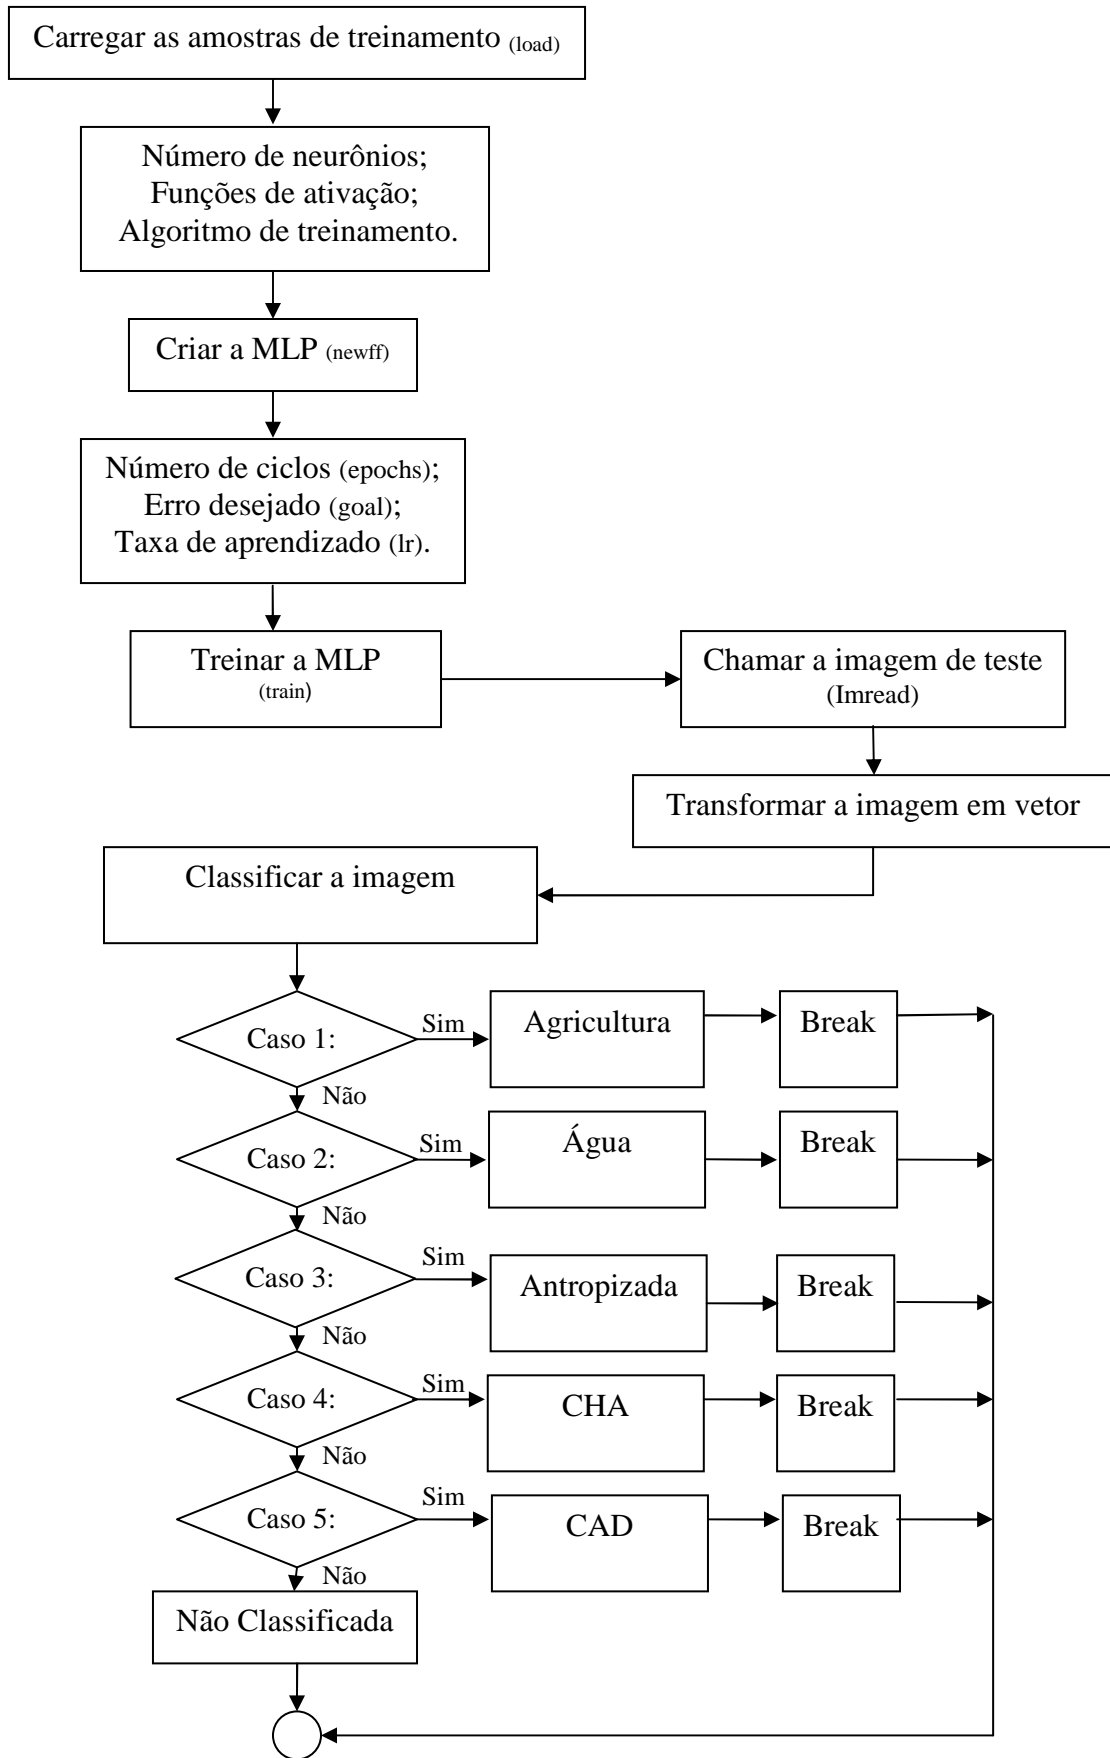 Carregar as amostras de treinamento (load)
Número de neurônios;
Funções de ativação;
Algoritmo de treinamento.
Criar a MLP (newff)
Número de ciclos (epochs);
Erro desejado (goal);
Taxa de aprendizado (lr).
Treinar a MLP
(train)
Chamar a imagem de teste
(Imread)
Transformar a imagem em vetor
Classificar a imagem
Caso 1:
Sim
Agricultura
Break
Não
Caso 2:
Sim
Água
Break
Não
Caso 3:
Sim
Antropizada
Break
Não
Caso 4:
Sim
CHA
Break
Não
Caso 5:
Sim
CAD
Break
Não
Não Classificada